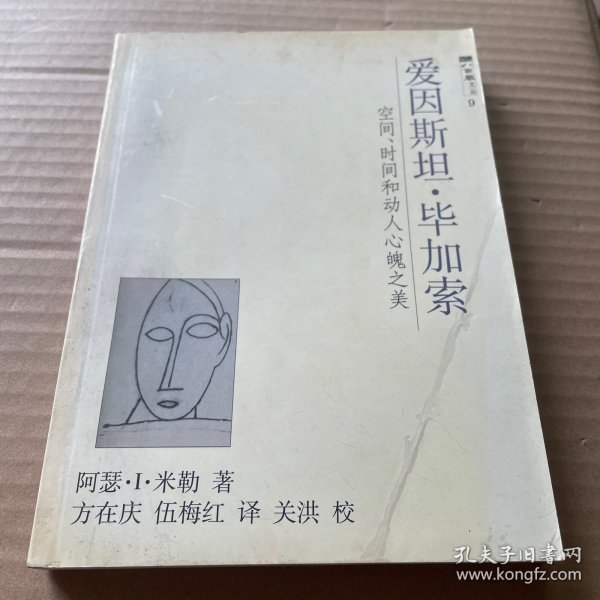 爱因斯坦·毕加索
空间、时间和动人心魄之美
9
阿瑟·I·米勒 著
方在庆 伍梅红 译 关洪 校
孔夫子旧书网
www.kongfz.com